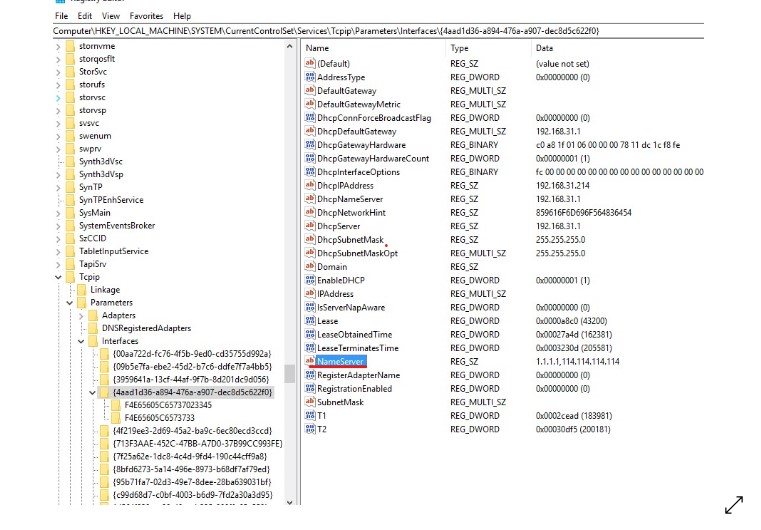 File Edit View Favorites Help
Computer\HKEY_LOCAL_MACHINE\SYSTEM\CurrentControlSet\Services\Tcpip\Parameters\Interfaces\{4aad1d36-a894-476a-a907-dec8d5c622f0}
stornvme
storqosflt
StorSvc
storufs
storvsc
storvsp
svsvc
swenum
swprv
Synth3dVsc
Synth3dVsp
SynTP
SynTPEnhService
SysMain
SystemEventsBroker
SzCCID
TabletInputService
TapiSrv
Tcpip
Linkage
Parameters
Adapters
DNSRegisteredAdapters
Interfaces
{00aa722d-fc76-4f5b-9ed0-cd35755d992a}
{09b5e7fa-ebe2-45d2-b7c6-ddfe7f7a4bb5}
{3959641a-13cf-44af-9f7b-8d201dc9d056}
{4aad1d36-a894-476a-a907-dec8d5c622f0}
F4E65605C65737023345
F4E65605C6573733
{4f219ee3-2d69-45a2-ba9c-6ec80ecd3ccd}
{713F3AAE-452C-47BB-A7D0-37B99CC993FE}
{7f25a62e-1dc8-4c4d-9fd4-190c44cff9a8}
{8bfd6273-5a14-496e-8973-b68df7af79ed}
{95b71fa7-02d3-49e7-8dee-28ba639031bf}
{c99d68d7-c0bf-4003-b6d9-7fd2a30a3d95}
Name Type Data
(Default) REG_SZ (value not set)
AddressType REG_DWORD 0x00000000 (0)
DefaultGateway REG_MULTI_SZ
DefaultGatewayMetric REG_MULTI_SZ
DhcpConnForceBroadcastFlag REG_DWORD 0x00000000 (0)
DhcpDefaultGateway REG_MULTI_SZ 192.168.31.1
DhcpGatewayHardware REG_BINARY c0 a8 1f 01 06 00 00 00 78 11 dc 1c f8 fe
DhcpGatewayHardwareCount REG_DWORD 0x00000001 (1)
DhcpInterfaceOptions REG_BINARY fc 00 00 00 00 00 00 00 00 00 00 00 00 00 00 00
DhcpIPAddress REG_SZ 192.168.31.214
DhcpNameServer REG_SZ 192.168.31.1
DhcpNetworkHint REG_SZ 859616F6D696F564836454
DhcpServer REG_SZ 192.168.31.1
DhcpSubnetMask REG_SZ 255.255.255.0
DhcpSubnetMaskOpt REG_MULTI_SZ 255.255.255.0
Domain REG_SZ
EnableDHCP REG_DWORD 0x00000001 (1)
IPAddress REG_MULTI_SZ
IsServerNapAware REG_DWORD 0x00000000 (0)
Lease REG_DWORD 0x0000a8c0 (43200)
LeaseObtainedTime REG_DWORD 0x00027a4d (162381)
LeaseTerminatesTime REG_DWORD 0x0003230d (205581)
NameServer REG_SZ 1.1.1.1,114.114.114.114
RegisterAdapterName REG_DWORD 0x00000000 (0)
RegistrationEnabled REG_DWORD 0x00000000 (0)
SubnetMask REG_MULTI_SZ
T1 REG_DWORD 0x0002cead (183981)
T2 REG_DWORD 0x00030df5 (200181)